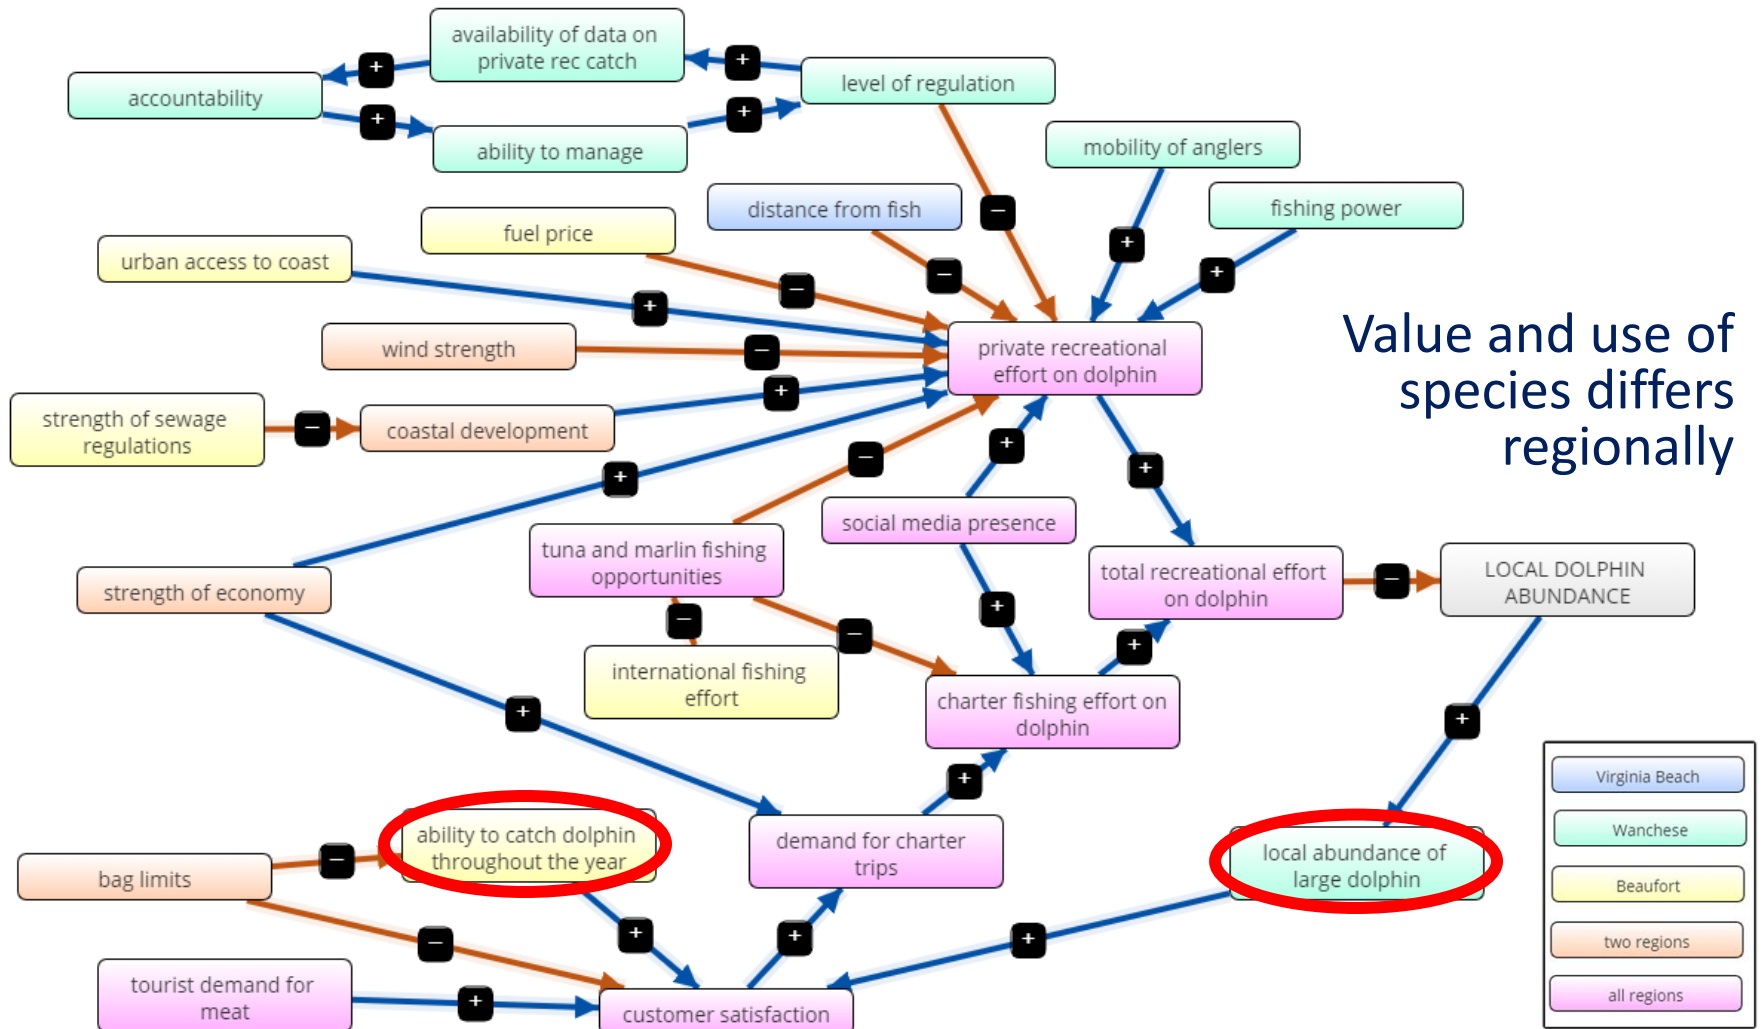 availability of data on
private rec catch
+
+
accountability
level of regulation
+
+
ability to manage
mobility of anglers
distance from fish
−
fishing power
fuel price
+
urban access to coast
−
+
−
+
wind strength
−
private recreational
effort on dolphin
Value and use of
species differs
regionally
+
strength of sewage
regulations
−
coastal development
+
−
+
+
social media presence
tuna and marlin fishing
opportunities
total recreational effort
on dolphin
−
LOCAL DOLPHIN
ABUNDANCE
strength of economy
−
+
−
+
international fishing
effort
charter fishing effort on
dolphin
+
+
+
ability to catch dolphin
throughout the year
demand for charter
trips
local abundance of
large dolphin
bag limits
−
−
+
+
+
tourist demand for
meat
+
customer satisfaction
Virginia Beach
Wanchese
Beaufort
two regions
all regions